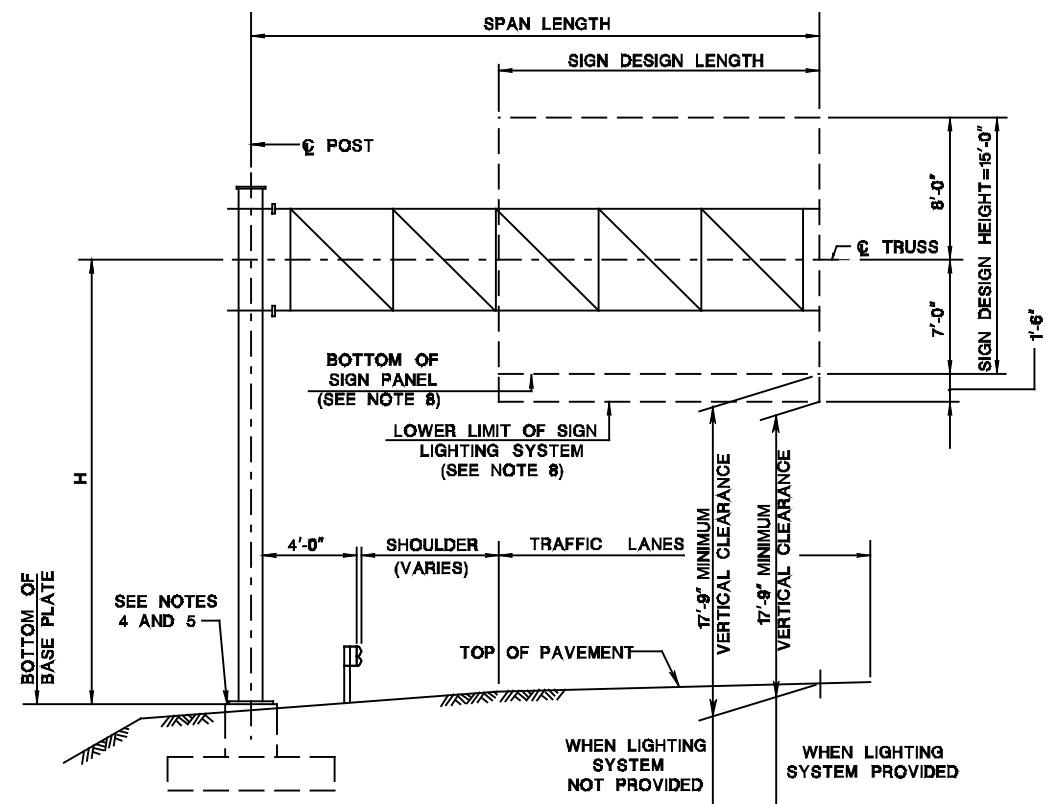 SPAN LENGTH
SIGN DESIGN LENGTH
℄ POST
8'-0"
SIGN DESIGN HEIGHT=15'-0"
℄ TRUSS
7'-0"
1'-6"
BOTTOM OF
SIGN PANEL
(SEE NOTE 8)
LOWER LIMIT OF SIGN
LIGHTING SYSTEM
(SEE NOTE 8)
H
17'-9" MINIMUM
VERTICAL CLEARANCE
17'-9" MINIMUM
VERTICAL CLEARANCE
4'-0"
SHOULDER
(VARIES)
TRAFFIC LANES
BOTTOM OF
BASE PLATE
SEE NOTES
4 AND 5
TOP OF PAVEMENT
WHEN LIGHTING
SYSTEM
NOT PROVIDED
WHEN LIGHTING
SYSTEM PROVIDED